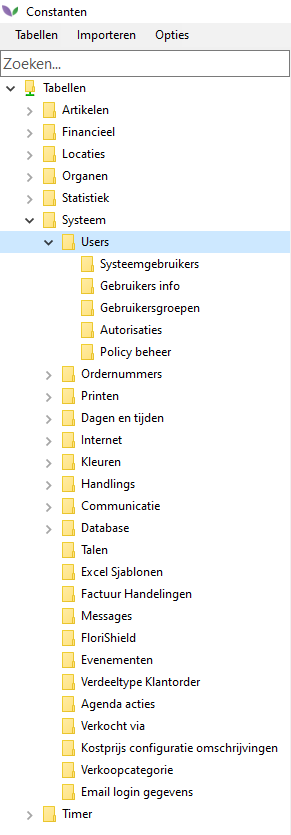 Constanten
Tabellen Importeren Opties
Zoeken...
Tabellen
Artikelen
Financieel
Locaties
Organen
Statistiek
Systeem
Users
Systeemgebruikers
Gebruikers info
Gebruikersgroepen
Autorisaties
Policy beheer
Ordernummers
Printen
Dagen en tijden
Internet
Kleuren
Handlings
Communicatie
Database
Talen
Excel Sjablonen
Factuur Handelingen
Messages
FloriShield
Evenementen
Verdeeltype Klantorder
Agenda acties
Verkocht via
Kostprijs configuratie omschrijvingen
Verkoopcategorie
Email login gegevens
Timer